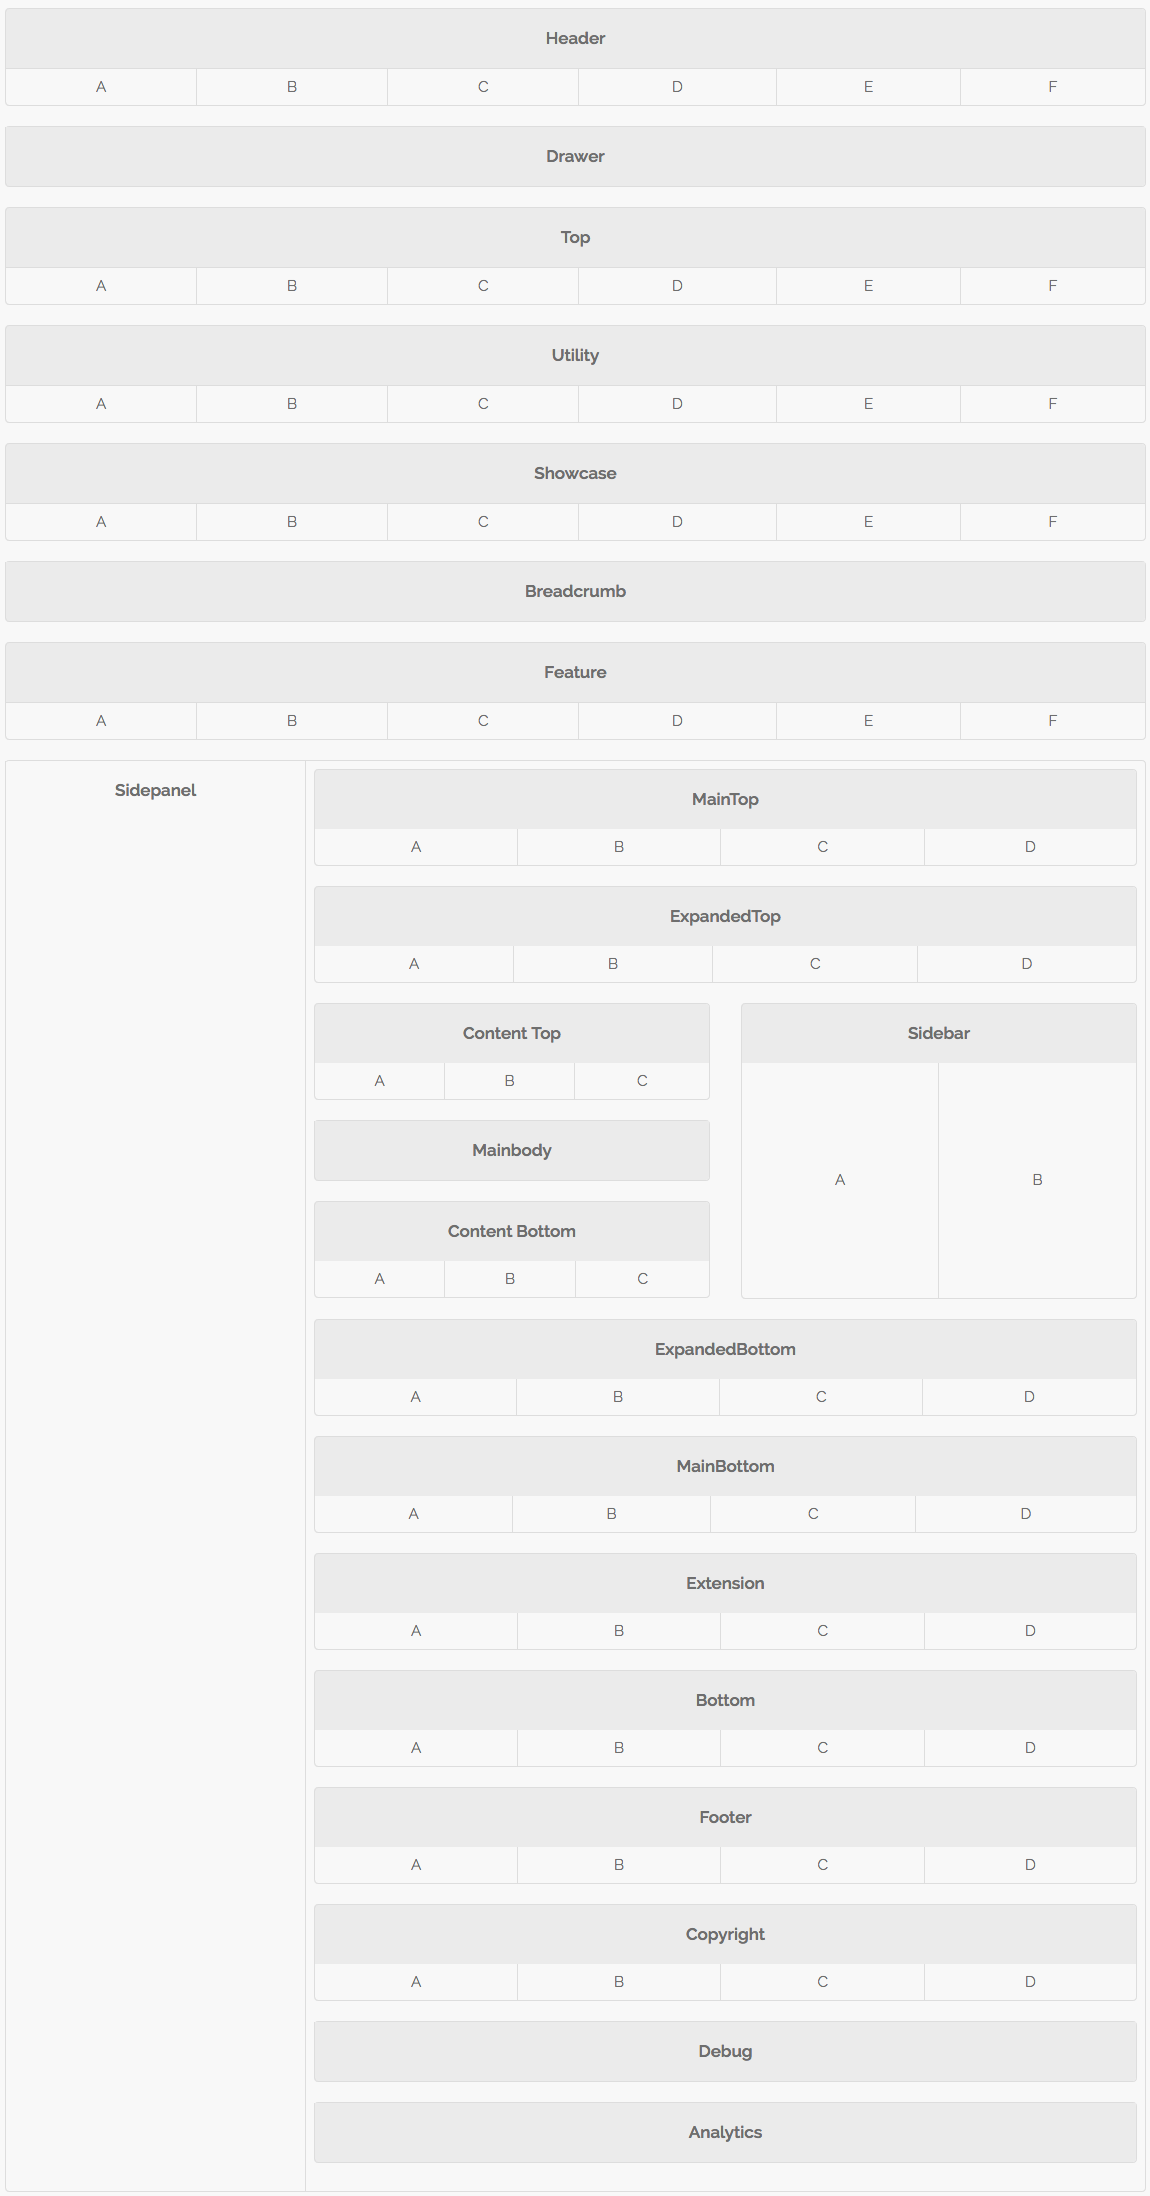 Header
A B C D E F
Drawer
Top
A B C D E F
Utility
A B C D E F
Showcase
A B C D E F
Breadcrumb
Feature
A B C D E F
Sidepanel
MainTop
A B C D
ExpandedTop
A B C D
Content Top
A B C
Mainbody
Content Bottom
A B C
Sidebar
A B
ExpandedBottom
A B C D
MainBottom
A B C D
Extension
A B C D
Bottom
A B C D
Footer
A B C D
Copyright
A B C D
Debug
Analytics